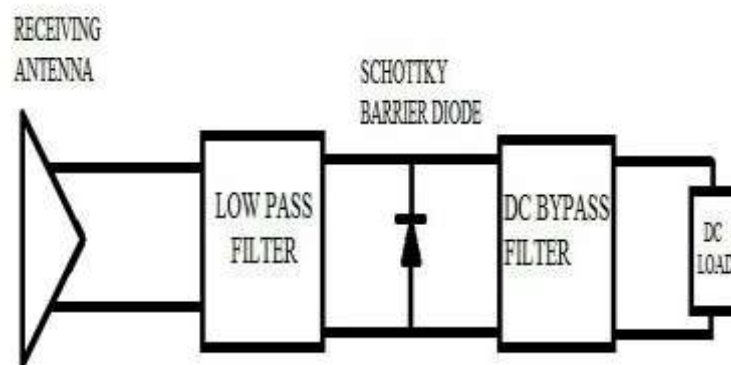 RECEIVING
ANTENNA
SCHOTTKY
BARRIER DIODE
LOW PASS
FILTER
DC BYPASS
FILTER
DC
LOAD